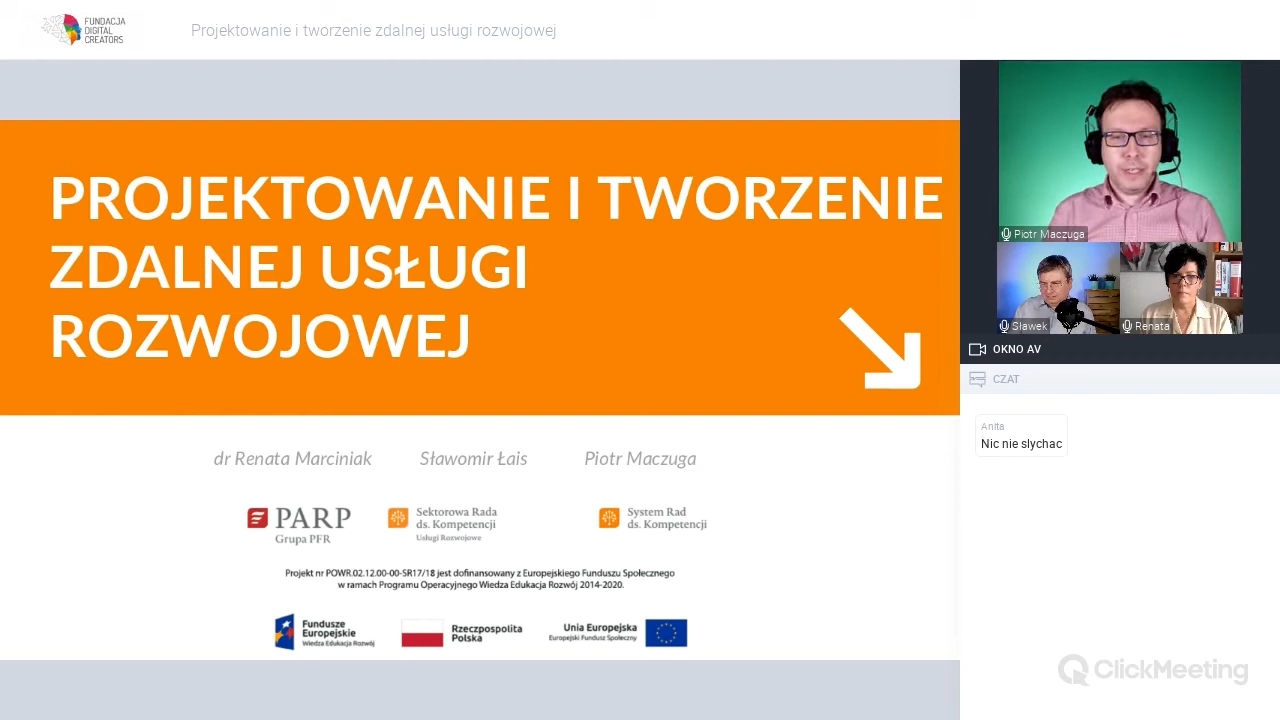 FUNDACJA
DIGITAL
CREATORS
Projektowanie i tworzenie zdalnej usługi rozwojowej
PROJEKTOWANIE I TWORZENIE
ZDALNEJ USŁUGI
ROZWOJOWEJ
dr Renata Marciniak Sławomir Łais Piotr Maczuga
PARP
Grupa PFR
Sektorowa Rada
ds. Kompetencji
Usługi Rozwojowe
System Rad
ds. Kompetencji
Projekt nr POWR.02.12.00-00-SR17/18 jest dofinansowany z Europejskiego Funduszu Społecznego
w ramach Programu Operacyjnego Wiedza Edukacja Rozwój 2014-2020.
Fundusze
Europejskie
Wiedza Edukacja Rozwój
Rzeczpospolita
Polska
Unia Europejska
Europejski Fundusz Społeczny
Piotr Maczuga
Sławek
Renata
OKNO AV
CZAT
Anita
Nic nie slychac
ClickMeeting